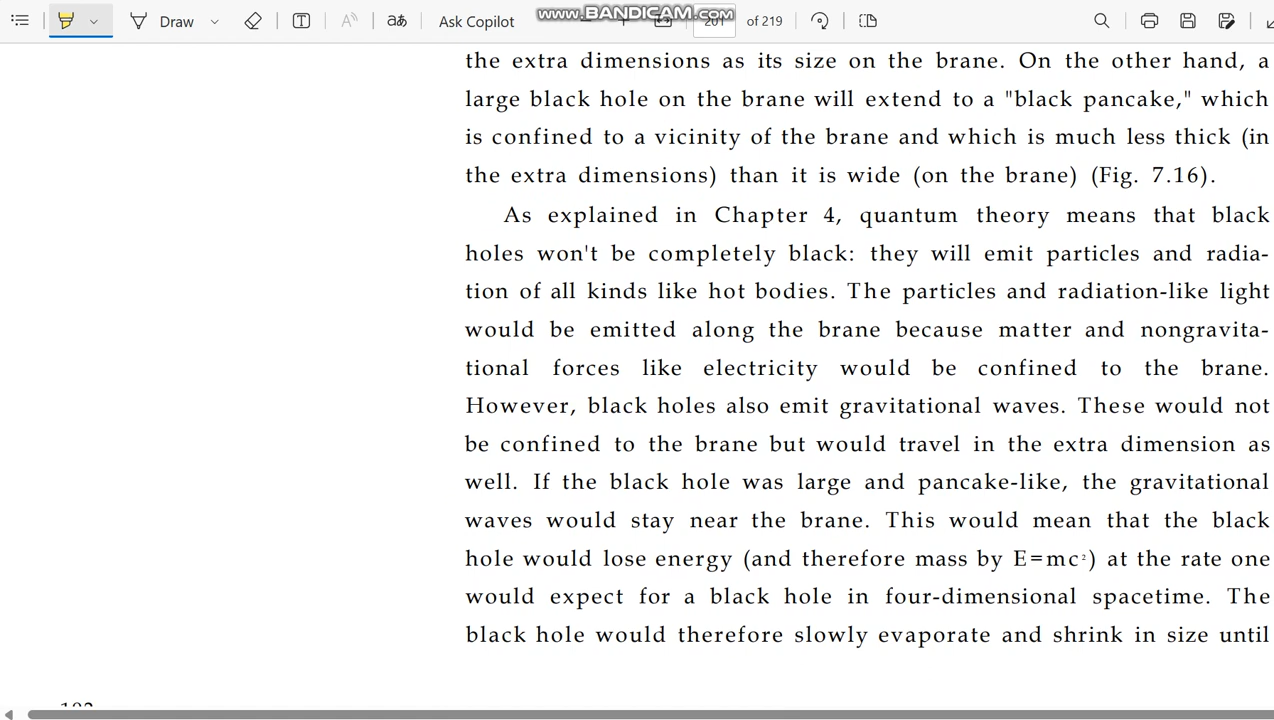 Draw
Ask Copilot
www.BANDICAM.com
201 of 219
the extra dimensions as its size on the brane. On the other hand, a
large black hole on the brane will extend to a "black pancake," which
is confined to a vicinity of the brane and which is much less thick (in
the extra dimensions) than it is wide (on the brane) (Fig. 7.16).
As explained in Chapter 4, quantum theory means that black
holes won't be completely black: they will emit particles and radia-
tion of all kinds like hot bodies. The particles and radiation-like light
would be emitted along the brane because matter and nongravita-
tional forces like electricity would be confined to the brane.
However, black holes also emit gravitational waves. These would not
be confined to the brane but would travel in the extra dimension as
well. If the black hole was large and pancake-like, the gravitational
waves would stay near the brane. This would mean that the black
hole would lose energy (and therefore mass by E=mc²) at the rate one
would expect for a black hole in four-dimensional spacetime. The
black hole would therefore slowly evaporate and shrink in size until